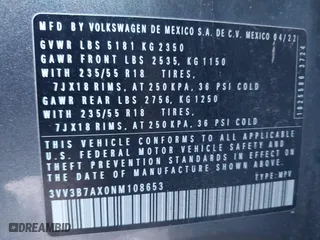 MFD BY VOLKSWAGEN DE MEXICO S.A. DE C.V. MEXICO 04/22
GVWR LBS 5181 KG 2350
GAWR FRONT LBS 2535, KG 1150
WITH 235/55 R18 TIRES,
7JX18 RIMS, AT 250 KPA, 36 PSI COLD
GAWR REAR LBS 2756, KG 1250
WITH 235/55 R18 TIRES,
7JX18 RIMS, AT 250 KPA, 36 PSI COLD
THIS VEHICLE CONFORMS TO ALL APPLICABLE
FEDERAL MOTOR VEHICLE SAFETY AND
THEFT PREVENTION STANDARDS IN EFFECT ON
THE DATE OF MANUFACTURE SHOWN ABOVE
3VV3B7AX0NM108653 TYPE: MPV
3724